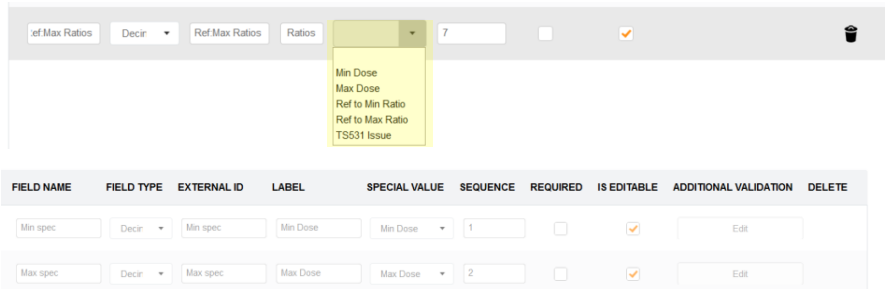 :ef:Max Ratios Decir Ref:Max Ratios Ratios 7
Min Dose
Max Dose
Ref to Min Ratio
Ref to Max Ratio
TS531 Issue
FIELD NAME FIELD TYPE EXTERNAL ID LABEL SPECIAL VALUE SEQUENCE REQUIRED IS EDITABLE ADDITIONAL VALIDATION DELETE
Min spec Decir Min spec Min Dose Min Dose 1 Edit
Max spec Decir Max spec Max Dose Max Dose 2 Edit